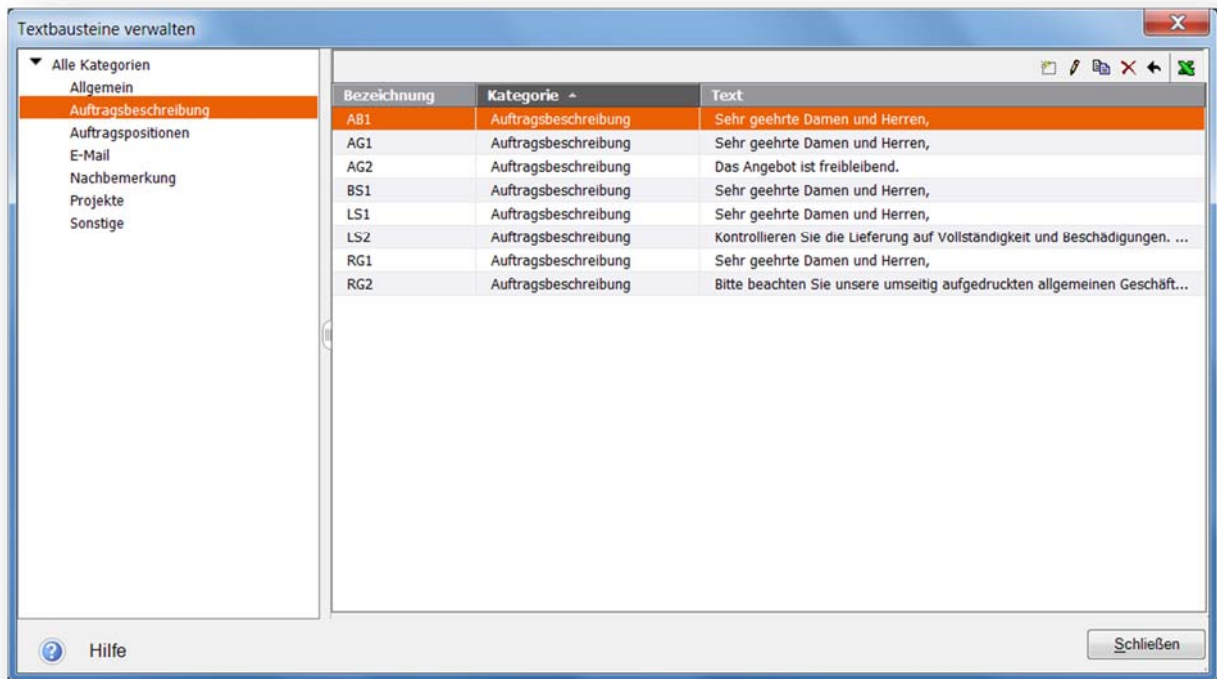 Textbausteine verwalten
Alle Kategorien
Allgemein
Auftragsbeschreibung
Auftragspositionen
E-Mail
Nachbemerkung
Projekte
Sonstige
Bezeichnung Kategorie Text
AB1 Auftragsbeschreibung Sehr geehrte Damen und Herren,
AG1 Auftragsbeschreibung Sehr geehrte Damen und Herren,
AG2 Auftragsbeschreibung Das Angebot ist freibleibend.
BS1 Auftragsbeschreibung Sehr geehrte Damen und Herren,
LS1 Auftragsbeschreibung Sehr geehrte Damen und Herren,
LS2 Auftragsbeschreibung Kontrollieren Sie die Lieferung auf Vollständigkeit und Beschädigungen. ...
RG1 Auftragsbeschreibung Sehr geehrte Damen und Herren,
RG2 Auftragsbeschreibung Bitte beachten Sie unsere umseitig aufgedruckten allgemeinen Geschäft...
Hilfe
Schließen